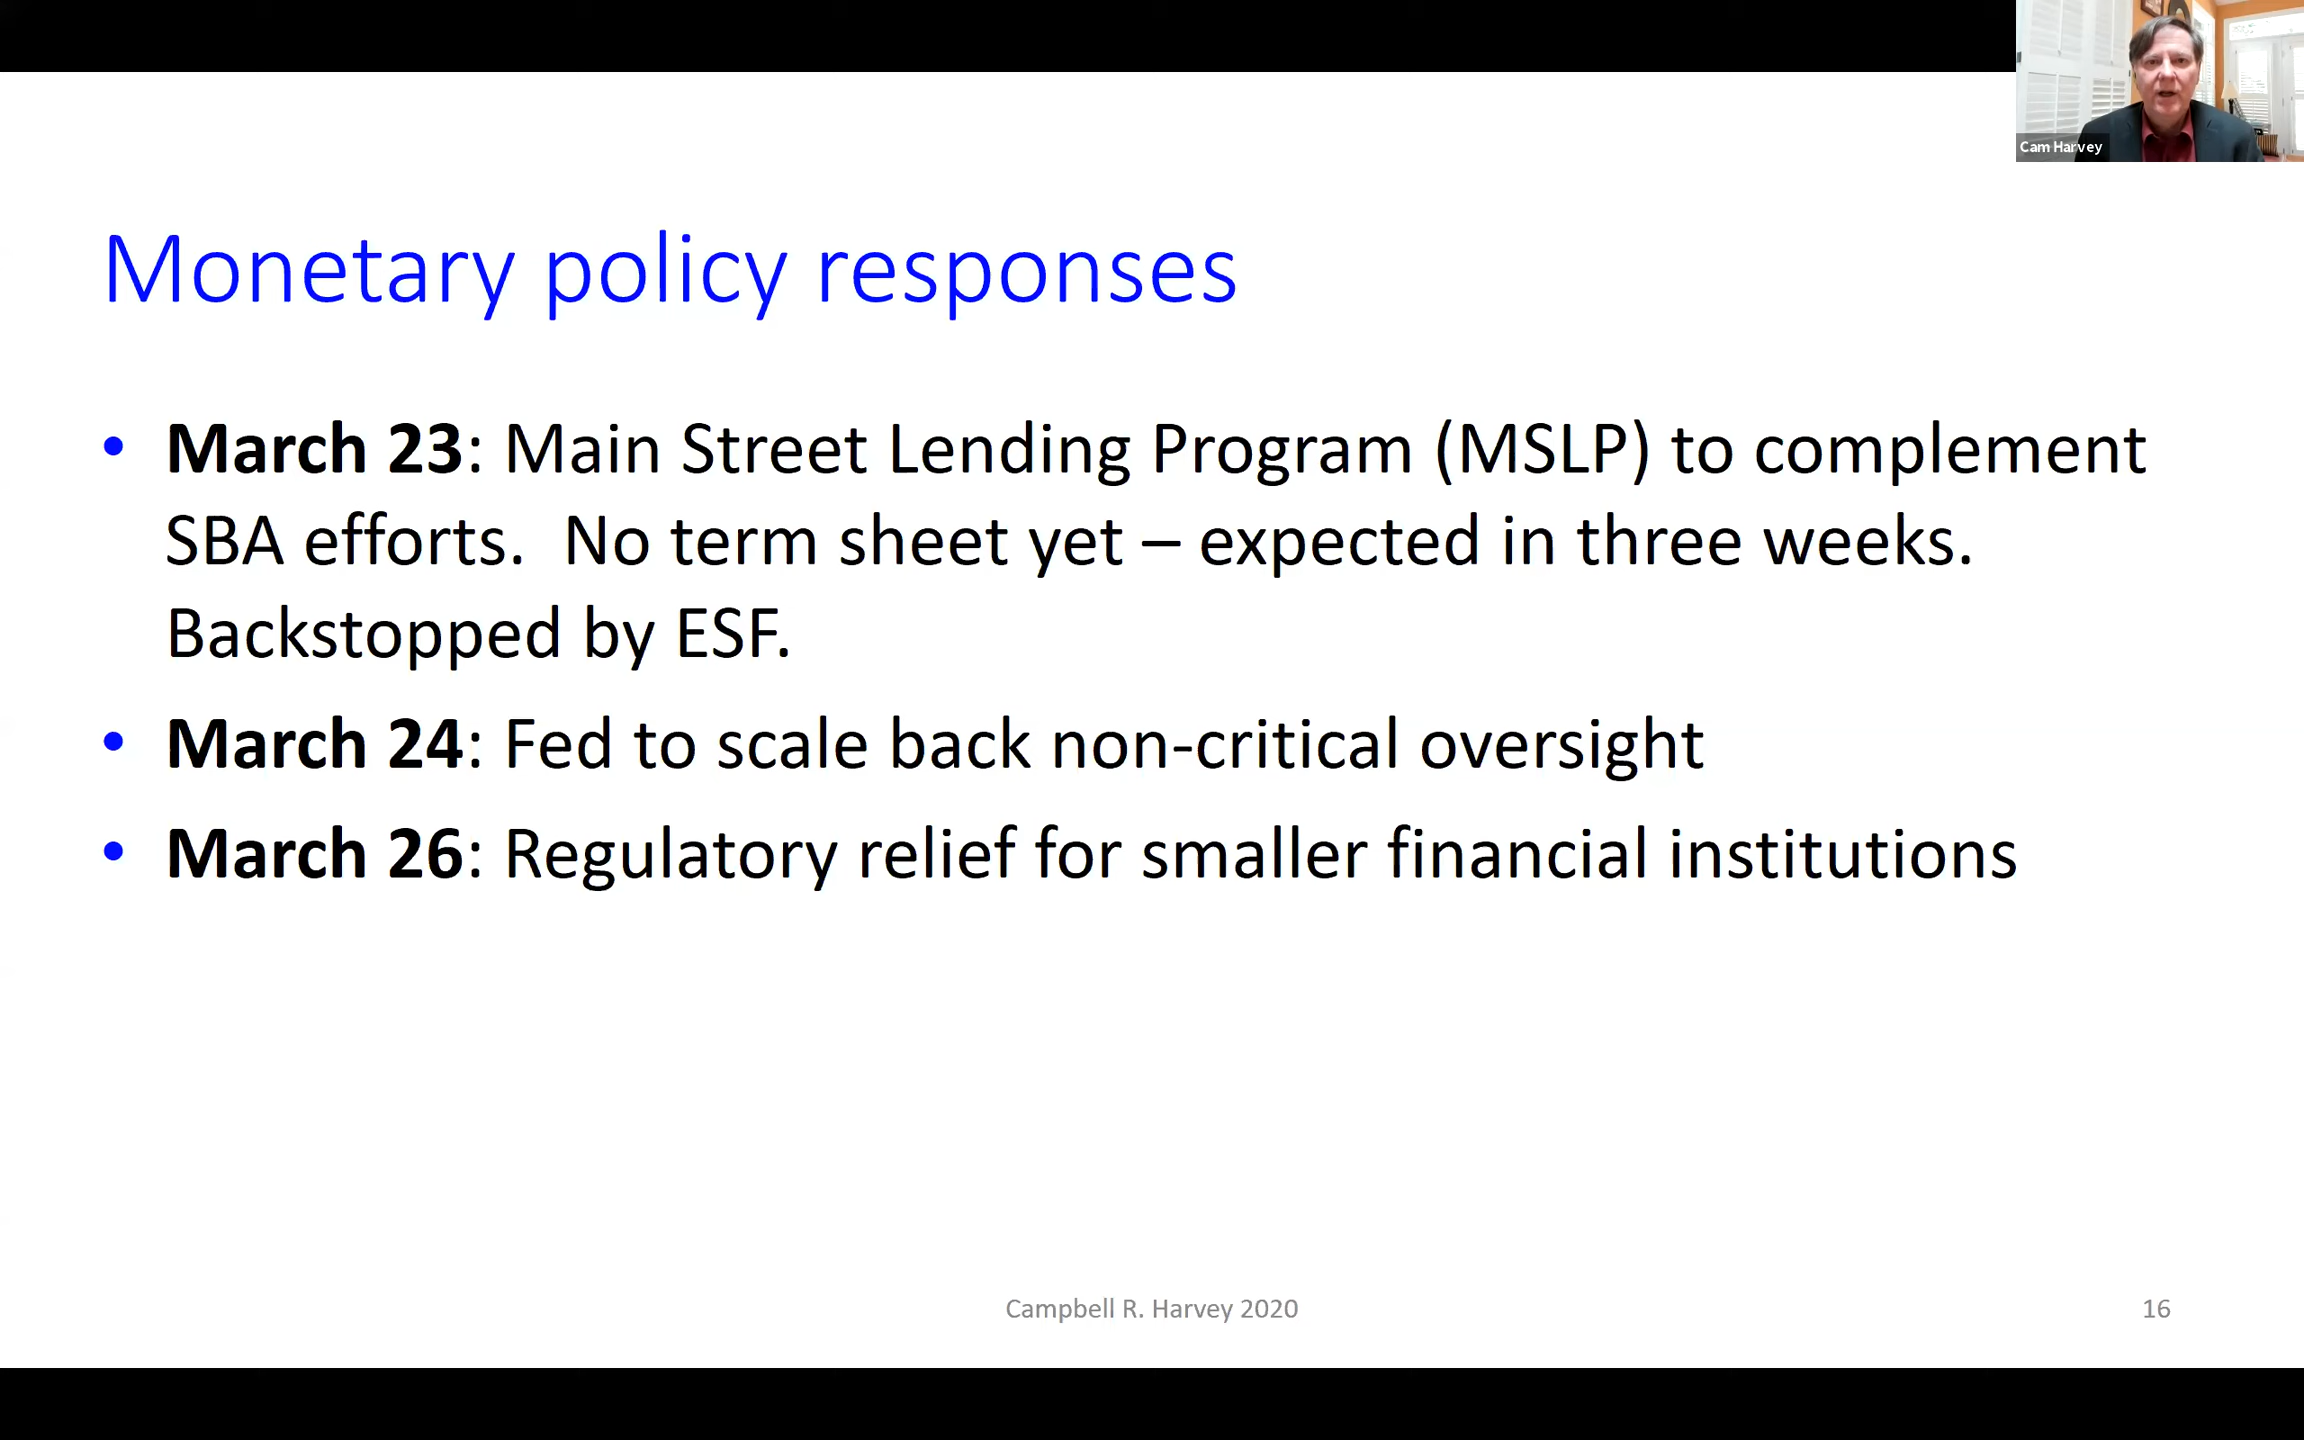 Cam Harvey
Monetary policy responses
• March 23: Main Street Lending Program (MSLP) to complement
SBA efforts.  No term sheet yet – expected in three weeks.
Backstopped by ESF.
• March 24: Fed to scale back non-critical oversight
• March 26: Regulatory relief for smaller financial institutions
Campbell R. Harvey 2020
16